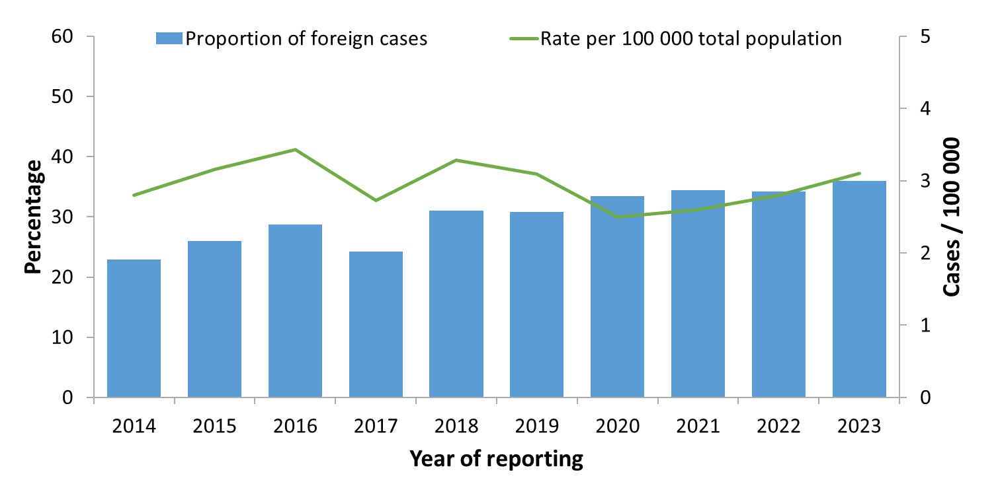 Proportion of foreign cases
Rate per 100 000 total population
60
50
40
30
20
10
0
Percentage
5
4
3
2
1
0
Cases / 100 000
2014 2015 2016 2017 2018 2019 2020 2021 2022 2023
Year of reporting